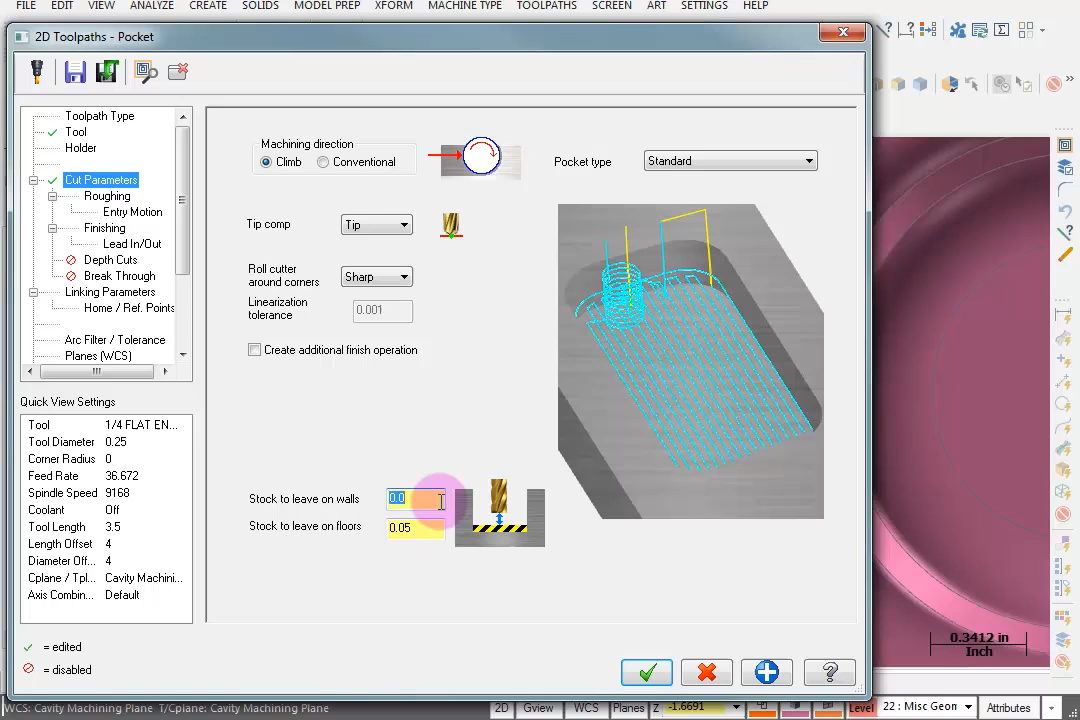 FILE EDIT VIEW ANALYZE CREATE SOLIDS MODEL PREP XFORM MACHINE TYPE TOOLPATHS SCREEN ART SETTINGS HELP
2D Toolpaths - Pocket
Toolpath Type
Tool
Holder
Cut Parameters
Roughing
Entry Motion
Finishing
Lead In/Out
Depth Cuts
Break Through
Linking Parameters
Home / Ref. Points
Arc Filter / Tolerance
Planes (WCS)
Machining direction
Climb Conventional
Pocket type Standard
Tip comp Tip
Roll cutter
around corners Sharp
Linearization
tolerance 0.001
Create additional finish operation
Stock to leave on walls 0.0
Stock to leave on floors 0.05
Quick View Settings
Tool 1/4 FLAT EN...
Tool Diameter 0.25
Corner Radius 0
Feed Rate 36.672
Spindle Speed 9168
Coolant Off
Tool Length 3.5
Length Offset 4
Diameter Off... 4
Cplane / Tpl... Cavity Machini...
Axis Combin... Default
= edited
= disabled
0.3412 in
Inch
WCS: Cavity Machining Plane T/Cplane: Cavity Machining Plane
2D Gview WCS Planes Z -1.6691 Level 22 : Misc Geom Attributes